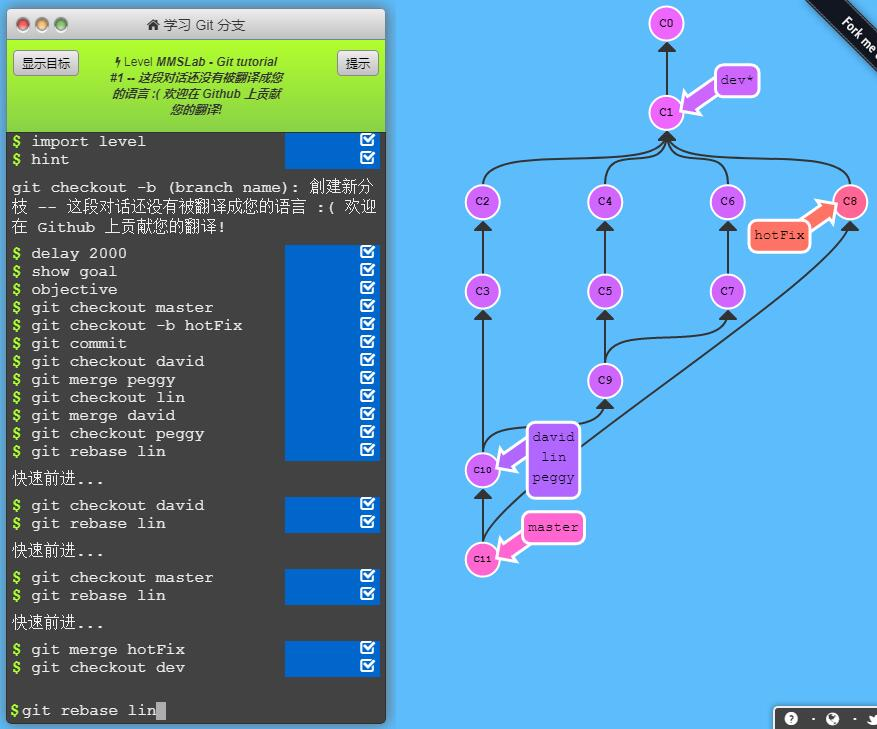 学习 Git 分支
显示目标
Level MMSLab - Git tutorial
#1 -- 这段对话还没有被翻译成您
的语言 :( 欢迎在 Github 上贡献
您的翻译!
提示
$ import level
$ hint
git checkout -b (branch name): 創建新分
枝 -- 这段对话还没有被翻译成您的语言 :( 欢迎
在 Github 上贡献您的翻译!
$ delay 2000
$ show goal
$ objective
$ git checkout master
$ git checkout -b hotFix
$ git commit
$ git checkout david
$ git merge peggy
$ git checkout lin
$ git merge david
$ git checkout peggy
$ git rebase lin
快速前进...
$ git checkout david
$ git rebase lin
快速前进...
$ git checkout master
$ git rebase lin
快速前进...
$ git merge hotFix
$ git checkout dev
$ git rebase lin
C0
dev*
C1
C2
C4
C6
C8
hotFix
C3
C5
C7
C9
david
lin
peggy
C10
master
C11
Fork me
?